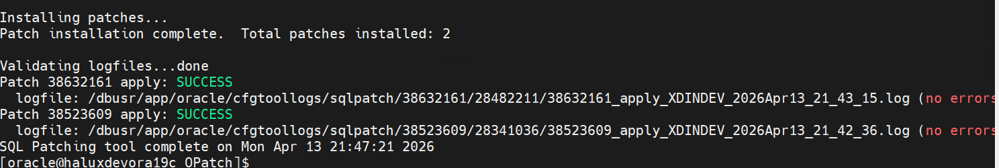 Installing patches...
Patch installation complete.  Total patches installed: 2
Validating logfiles...done
Patch 38632161 apply: SUCCESS
  logfile: /dbusr/app/oracle/cfgtoollogs/sqlpatch/38632161/28482211/38632161_apply_XDINDEV_2026Apr13_21_43_15.log (no errors
Patch 38523609 apply: SUCCESS
  logfile: /dbusr/app/oracle/cfgtoollogs/sqlpatch/38523609/28341036/38523609_apply_XDINDEV_2026Apr13_21_42_36.log (no errors
SQL Patching tool complete on Mon Apr 13 21:47:21 2026
[oracle@haluxdevora19c OPatch]$